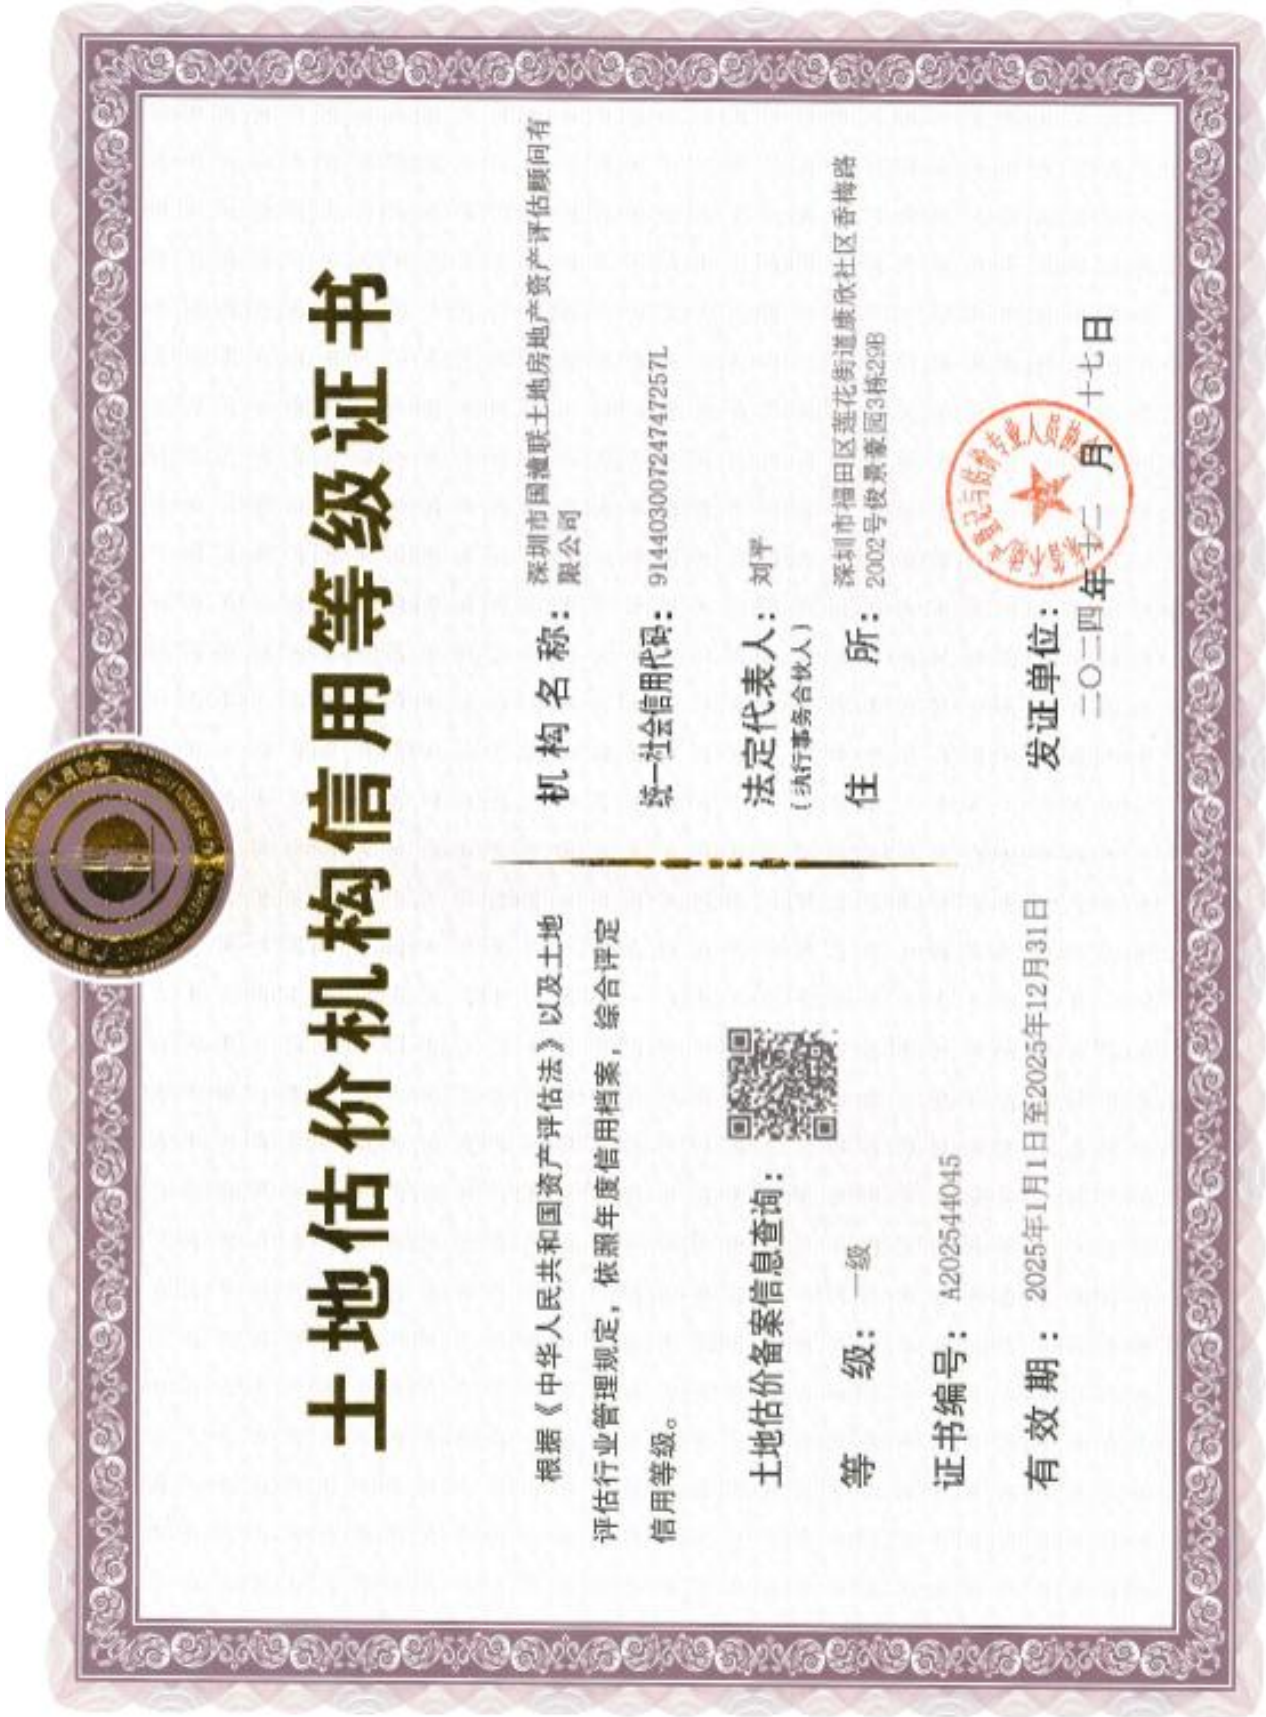 土地估价机构信用等级证书
根据《中华人民共和国资产评估法》以及土地
评估行业管理规定，依照年度信用档案，综合评定
信用等级。
土地估价备案信息查询：
等 级： 一级
证书编号： A202544045
有 效 期： 2025年1月1日至2025年12月31日
机 构 名 称： 深圳市国誉联土地房地产资产评估顾问有
限公司
统一社会信用代码： 91440300724747257L
法定代表人： 刘平
（执行事务合伙人）
住 所： 深圳市福田区莲花街道康欣社区香梅路
2002号俊景豪园3栋29B
发证单位：
二〇二四年十二月 十七日